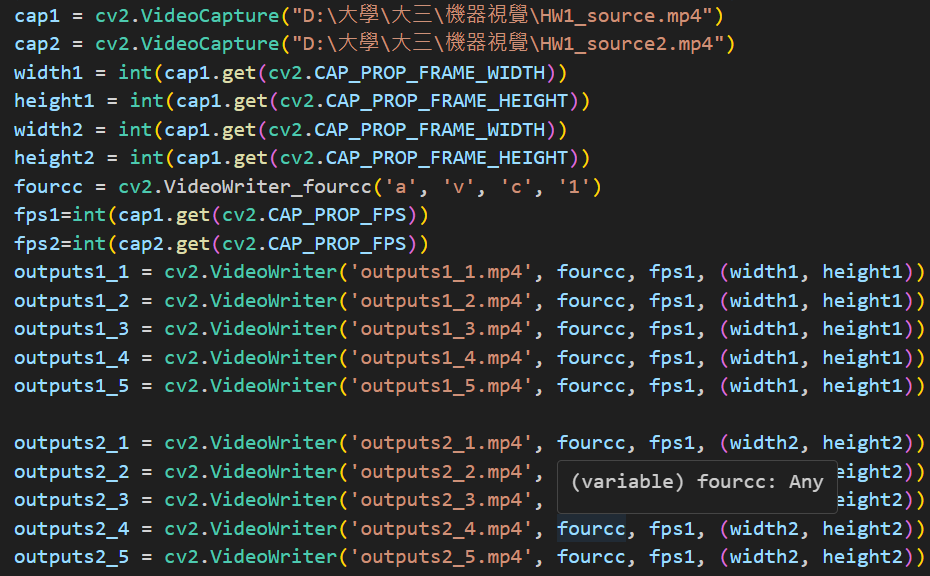 cap1 = cv2.VideoCapture("D:\大學\大三\機器視覺\HW1_source.mp4")
cap2 = cv2.VideoCapture("D:\大學\大三\機器視覺\HW1_source2.mp4")
width1 = int(cap1.get(cv2.CAP_PROP_FRAME_WIDTH))
height1 = int(cap1.get(cv2.CAP_PROP_FRAME_HEIGHT))
width2 = int(cap1.get(cv2.CAP_PROP_FRAME_WIDTH))
height2 = int(cap1.get(cv2.CAP_PROP_FRAME_HEIGHT))
fourcc = cv2.VideoWriter_fourcc('a', 'v', 'c', '1')
fps1=int(cap1.get(cv2.CAP_PROP_FPS))
fps2=int(cap2.get(cv2.CAP_PROP_FPS))
outputs1_1 = cv2.VideoWriter('outputs1_1.mp4', fourcc, fps1, (width1, height1))
outputs1_2 = cv2.VideoWriter('outputs1_2.mp4', fourcc, fps1, (width1, height1))
outputs1_3 = cv2.VideoWriter('outputs1_3.mp4', fourcc, fps1, (width1, height1))
outputs1_4 = cv2.VideoWriter('outputs1_4.mp4', fourcc, fps1, (width1, height1))
outputs1_5 = cv2.VideoWriter('outputs1_5.mp4', fourcc, fps1, (width1, height1))
outputs2_1 = cv2.VideoWriter('outputs2_1.mp4', fourcc, fps1, (width2, height2))
outputs2_2 = cv2.VideoWriter('outputs2_2.mp4', eight2))
(variable) fourcc: Any
outputs2_3 = cv2.VideoWriter('outputs2_3.mp4', eight2))
outputs2_4 = cv2.VideoWriter('outputs2_4.mp4', fourcc, fps1, (width2, height2))
outputs2_5 = cv2.VideoWriter('outputs2_5.mp4', fourcc, fps1, (width2, height2))